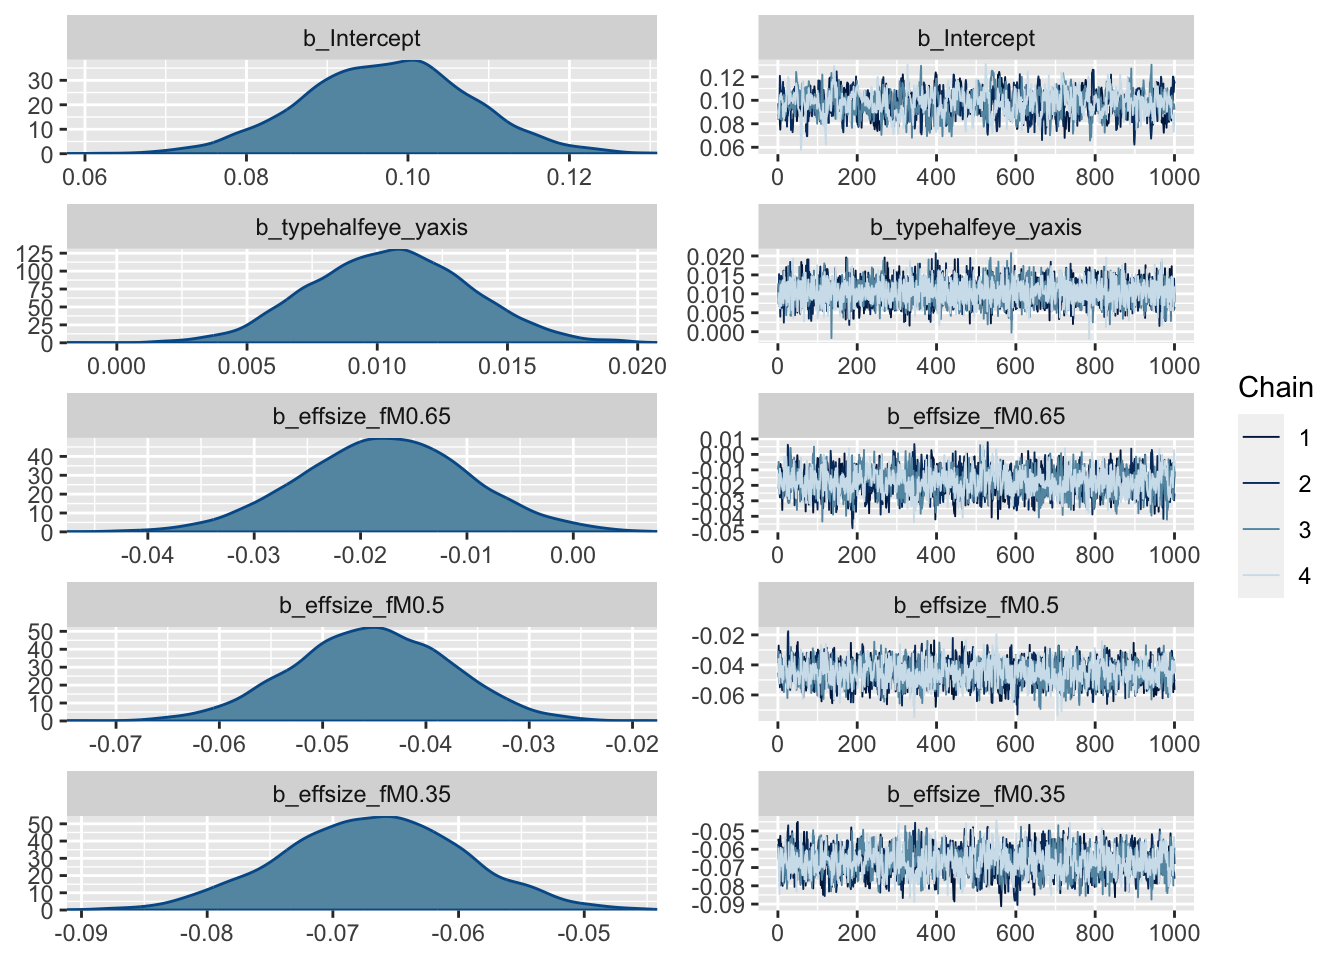 b_Intercept
30
20
10
0
0.06 0.08 0.10 0.12
b_Intercept
0.12
0.10
0.08
0.06
0 200 400 600 800 1000
b_typehalfeye_yaxis
125
100
75
50
25
0
0.000 0.005 0.010 0.015 0.020
b_typehalfeye_yaxis
0.020
0.015
0.010
0.005
0.000
0 200 400 600 800 1000
b_effsize_fM0.65
40
30
20
10
0
-0.04 -0.03 -0.02 -0.01 0.00
b_effsize_fM0.65
0.01
0.00
-0.01
-0.02
-0.03
-0.04
-0.05
0 200 400 600 800 1000
b_effsize_fM0.5
50
40
30
20
10
0
-0.07 -0.06 -0.05 -0.04 -0.03 -0.02
b_effsize_fM0.5
-0.02
-0.04
-0.06
0 200 400 600 800 1000
b_effsize_fM0.35
50
40
30
20
10
0
-0.09 -0.08 -0.07 -0.06 -0.05
b_effsize_fM0.35
-0.05
-0.06
-0.07
-0.08
-0.09
0 200 400 600 800 1000
Chain
1
2
3
4